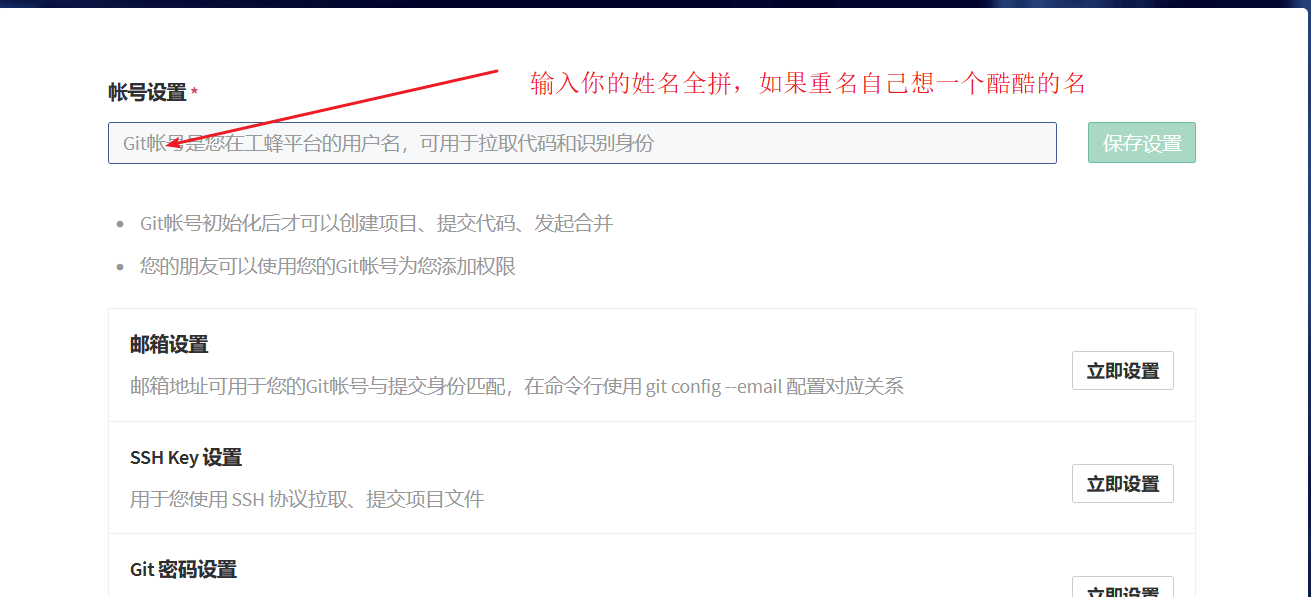 输入你的姓名全拼，如果重名自己想一个酷酷的名
帐号设置 *
Git帐号是您在工蜂平台的用户名，可用于拉取代码和识别身份
保存设置
Git帐号初始化后才可以创建项目、提交代码、发起合并
您的朋友可以使用您的Git帐号为您添加权限
邮箱设置
邮箱地址可用于您的Git帐号与提交身份匹配，在命令行使用 git config --email 配置对应关系
立即设置
SSH Key 设置
用于您使用 SSH 协议拉取、提交项目文件
立即设置
Git 密码设置
立即设置